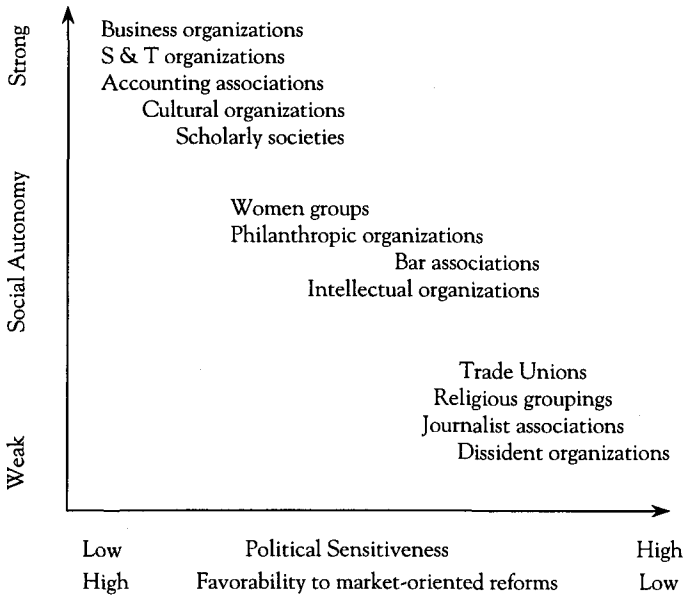 Strong
Social Autonomy
Weak
Business organizations
S & T organizations
Accounting associations
Cultural organizations
Scholarly societies
Women groups
Philanthropic organizations
Bar associations
Intellectual organizations
Trade Unions
Religious groupings
Journalist associations
Dissident organizations
Low Political Sensitiveness High
High Favorability to market-oriented reforms Low